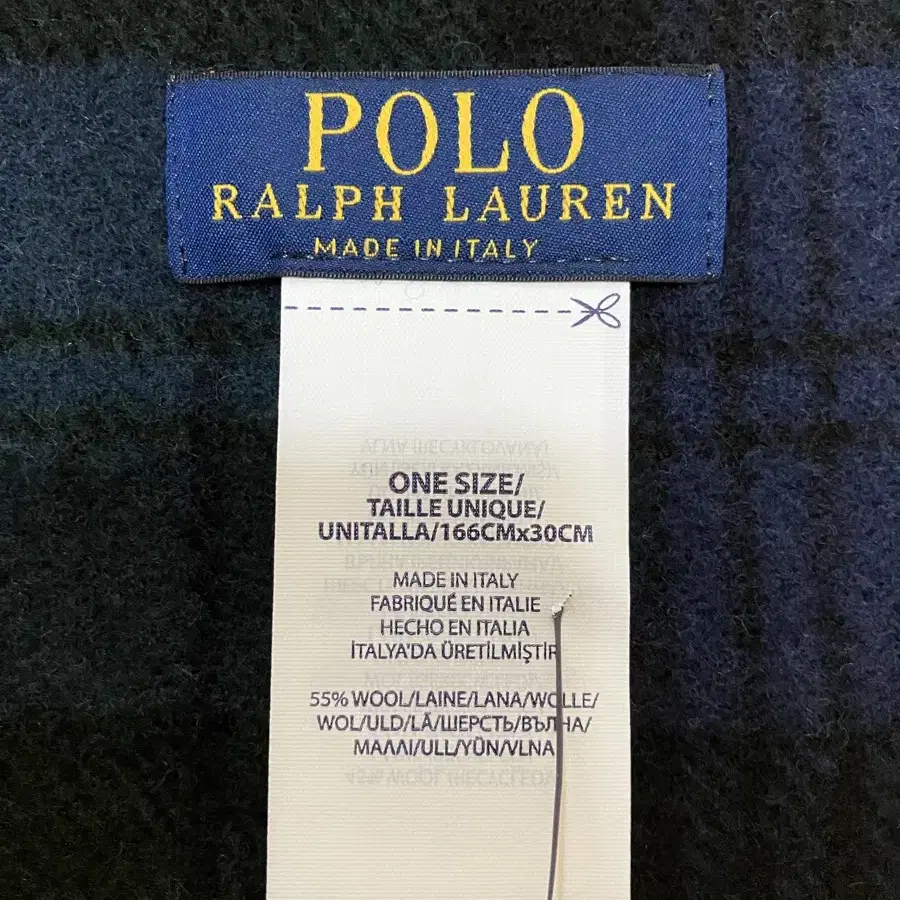 POLO
RALPH LAUREN
MADE IN ITALY
ONE SIZE/
TAILLE UNIQUE/
UNITALLA/166CMx30CM
MADE IN ITALY
FABRIQUÉ EN ITALIE
HECHO EN ITALIA
İTALYA'DA ÜRETİLMİŞTİR
55% WOOL/LAINE/LANA/WOLLE/
WOL/ULD/LÃ/ШЕРСТЬ/ВЪЛНА/
ΜΑΛΛΙ/ULL/YÜN/VLNA